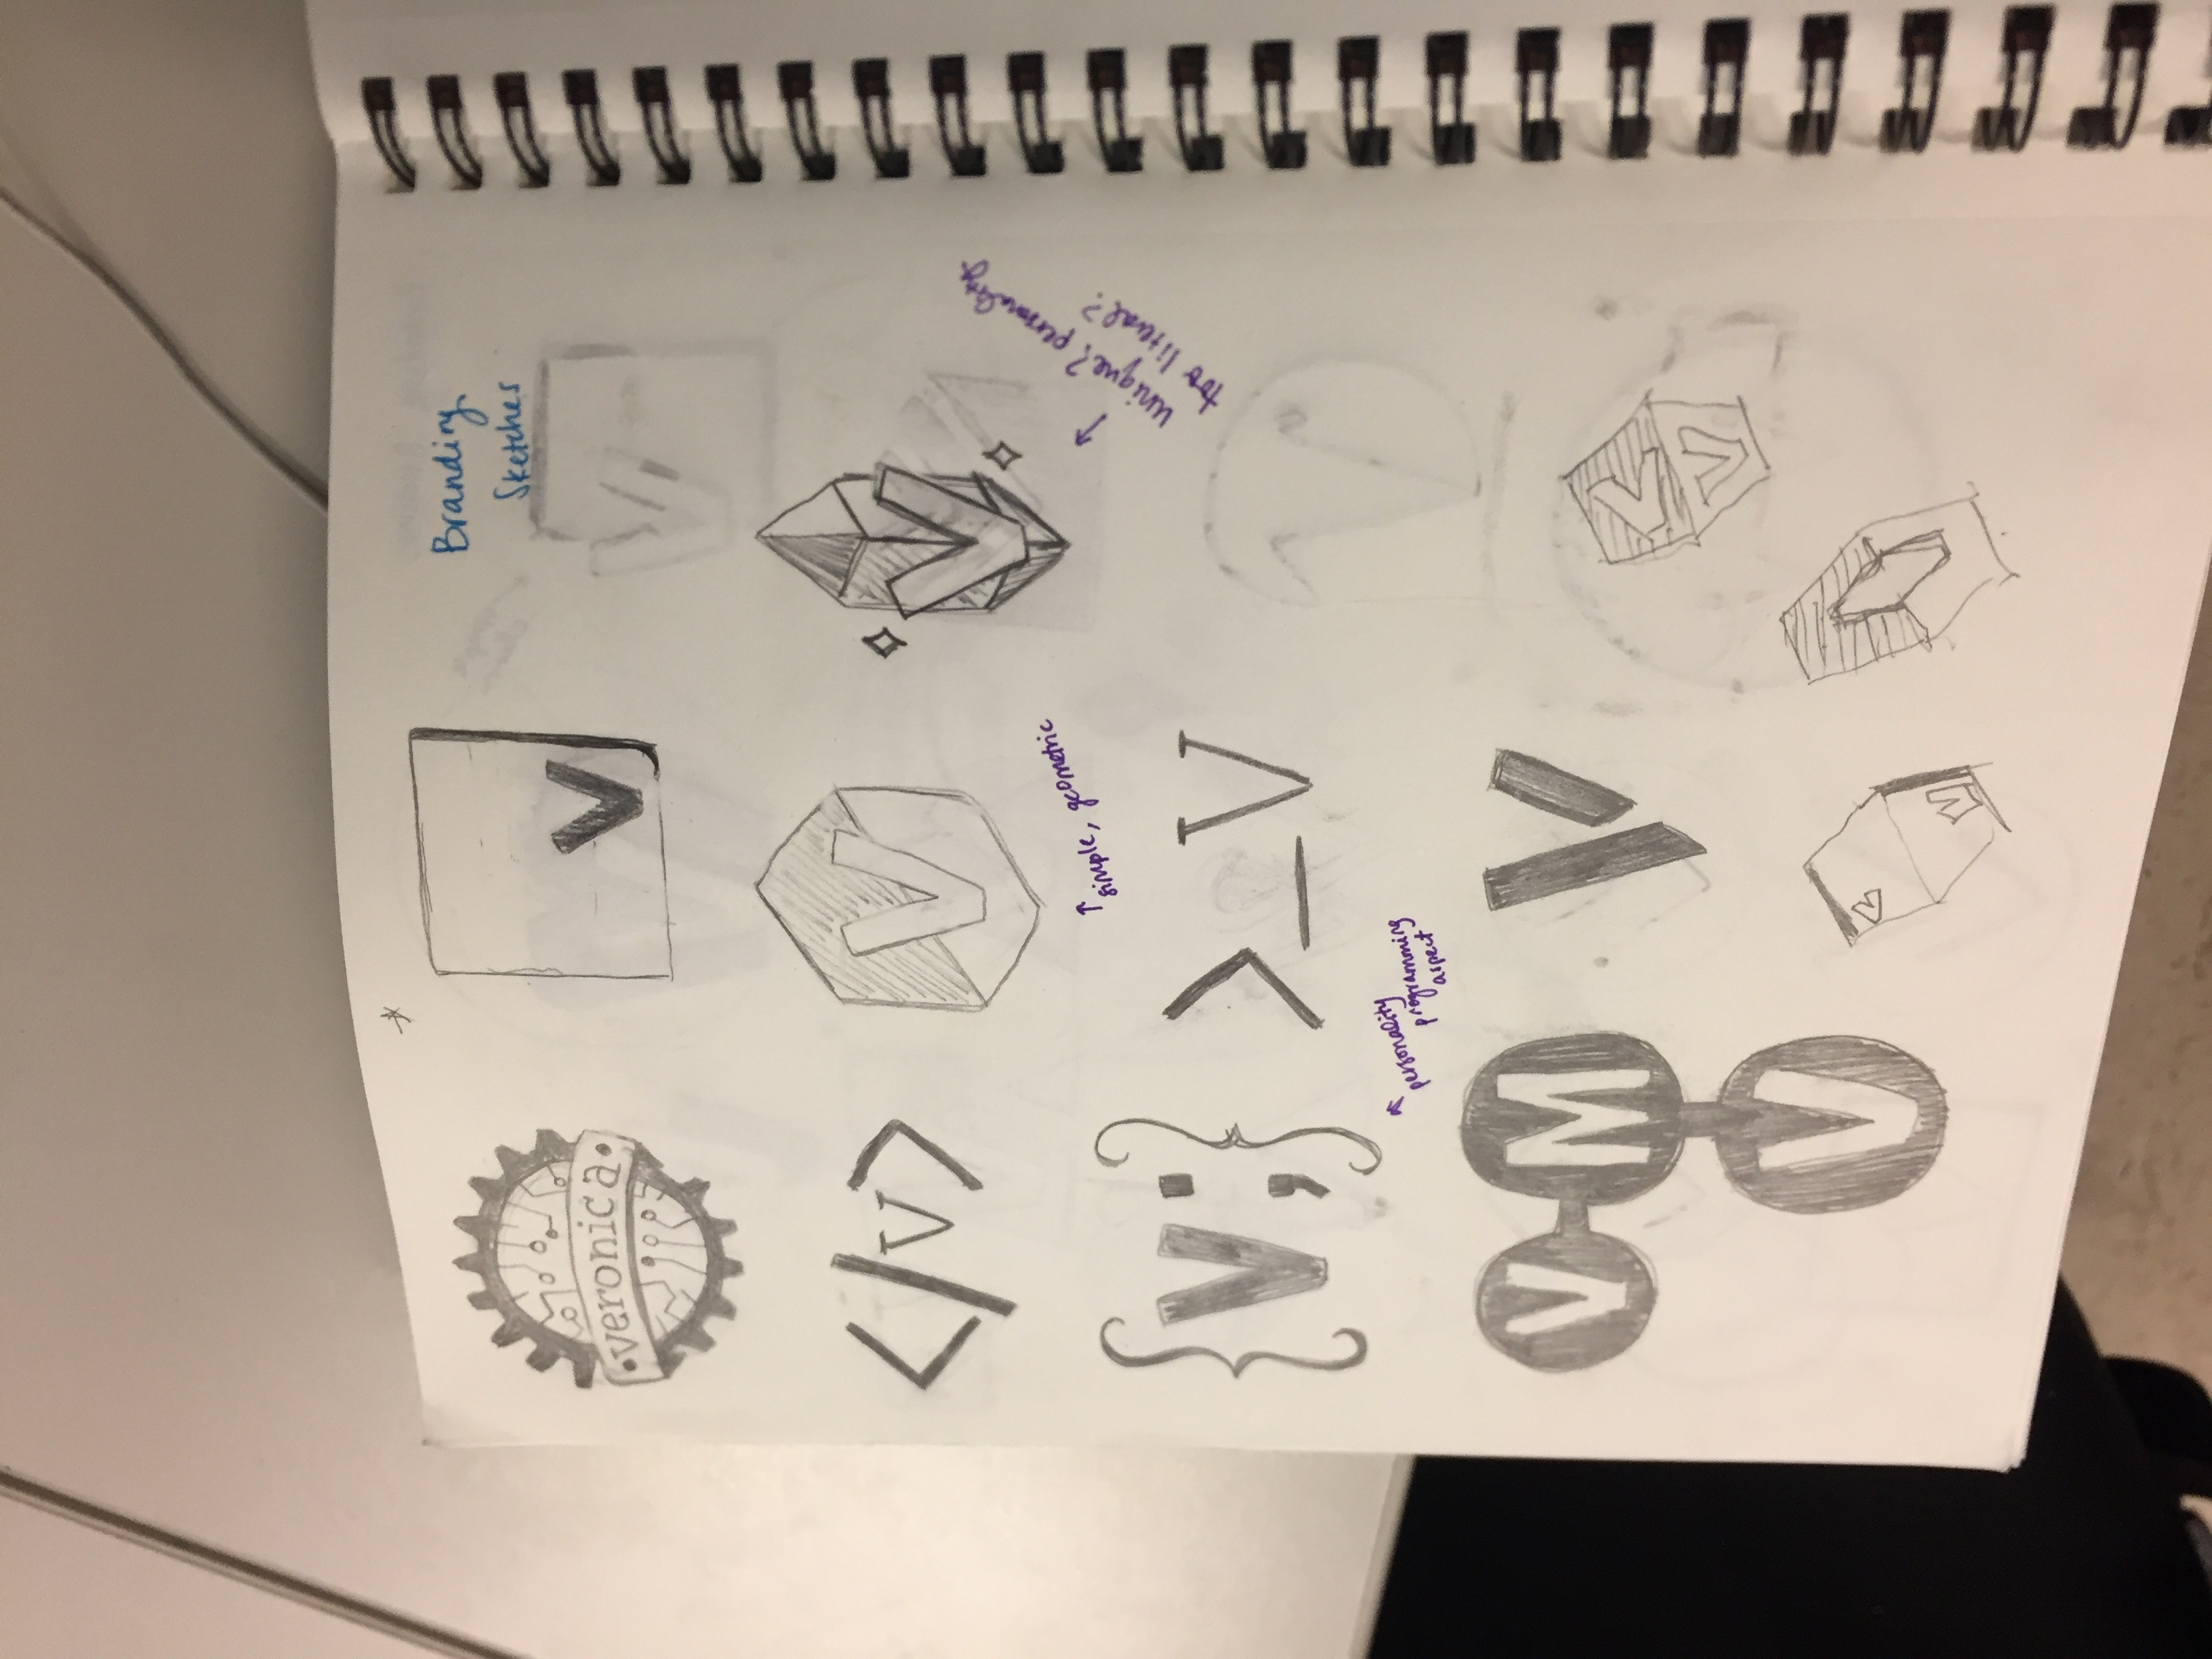 Branding
Sketches
veronica
V
</V>
V
V
↑ simple, geometric
↑
unique? personality
too literal?
{V;}
>_V
↑ personality
programming
aspect
V M
V
V
V
V
V
V